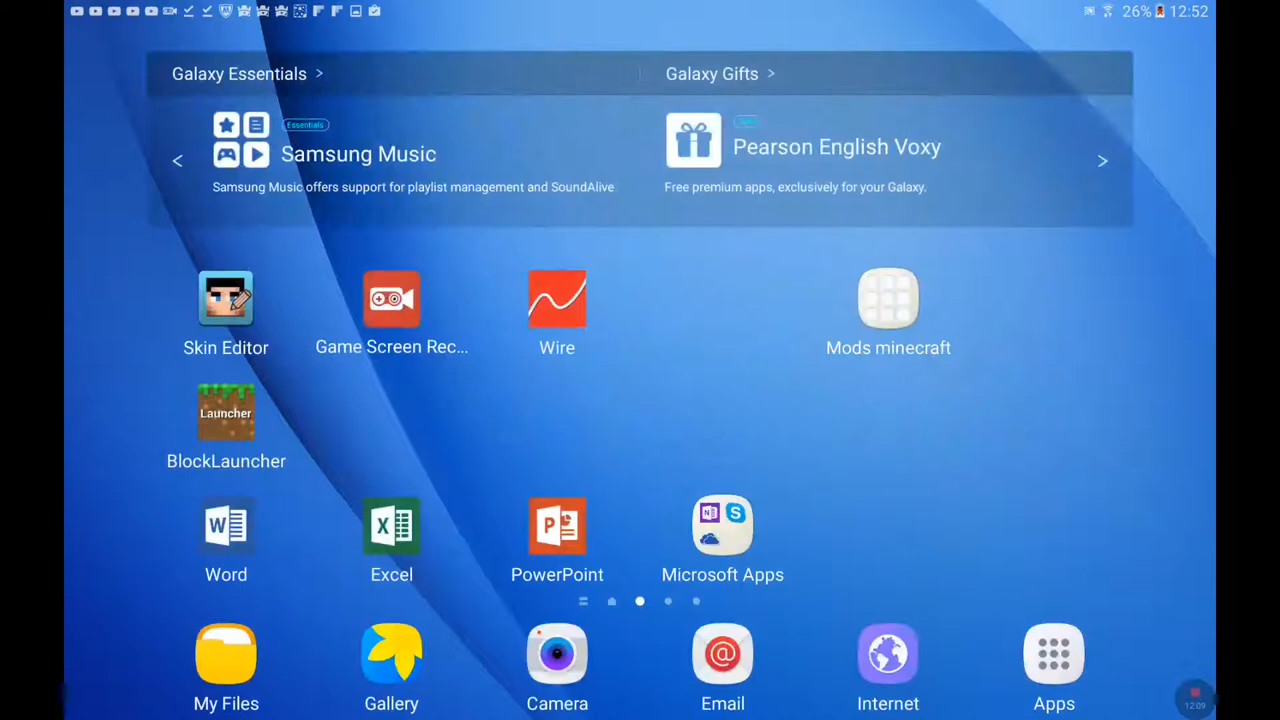 26% 12:52
Galaxy Essentials >
Galaxy Gifts >
Essentials
Samsung Music
Samsung Music offers support for playlist management and SoundAlive
Pearson English Voxy
Free premium apps, exclusively for your Galaxy.
Skin Editor
Game Screen Rec...
Wire
Mods minecraft
Launcher
BlockLauncher
W
X
P
N
S
Word
Excel
PowerPoint
Microsoft Apps
@
My Files
Gallery
Camera
Email
Internet
Apps
12:09